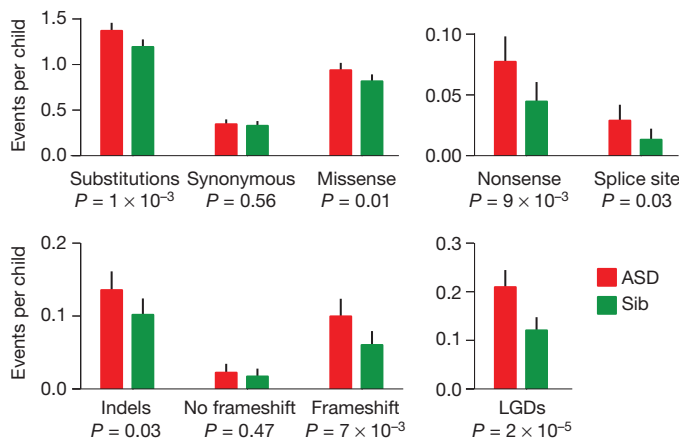 Events per child
1.5
1.0
0.5
0.0
Substitutions Synonymous Missense
P = 1 × 10⁻³ P = 0.56 P = 0.01
0.10
0.05
0.00
Nonsense Splice site
P = 9 × 10⁻³ P = 0.03
Events per child
0.2
0.1
0.0
Indels No frameshift Frameshift
P = 0.03 P = 0.47 P = 7 × 10⁻³
0.3
0.2
0.1
0.0
LGDs
P = 2 × 10⁻⁵
ASD
Sib